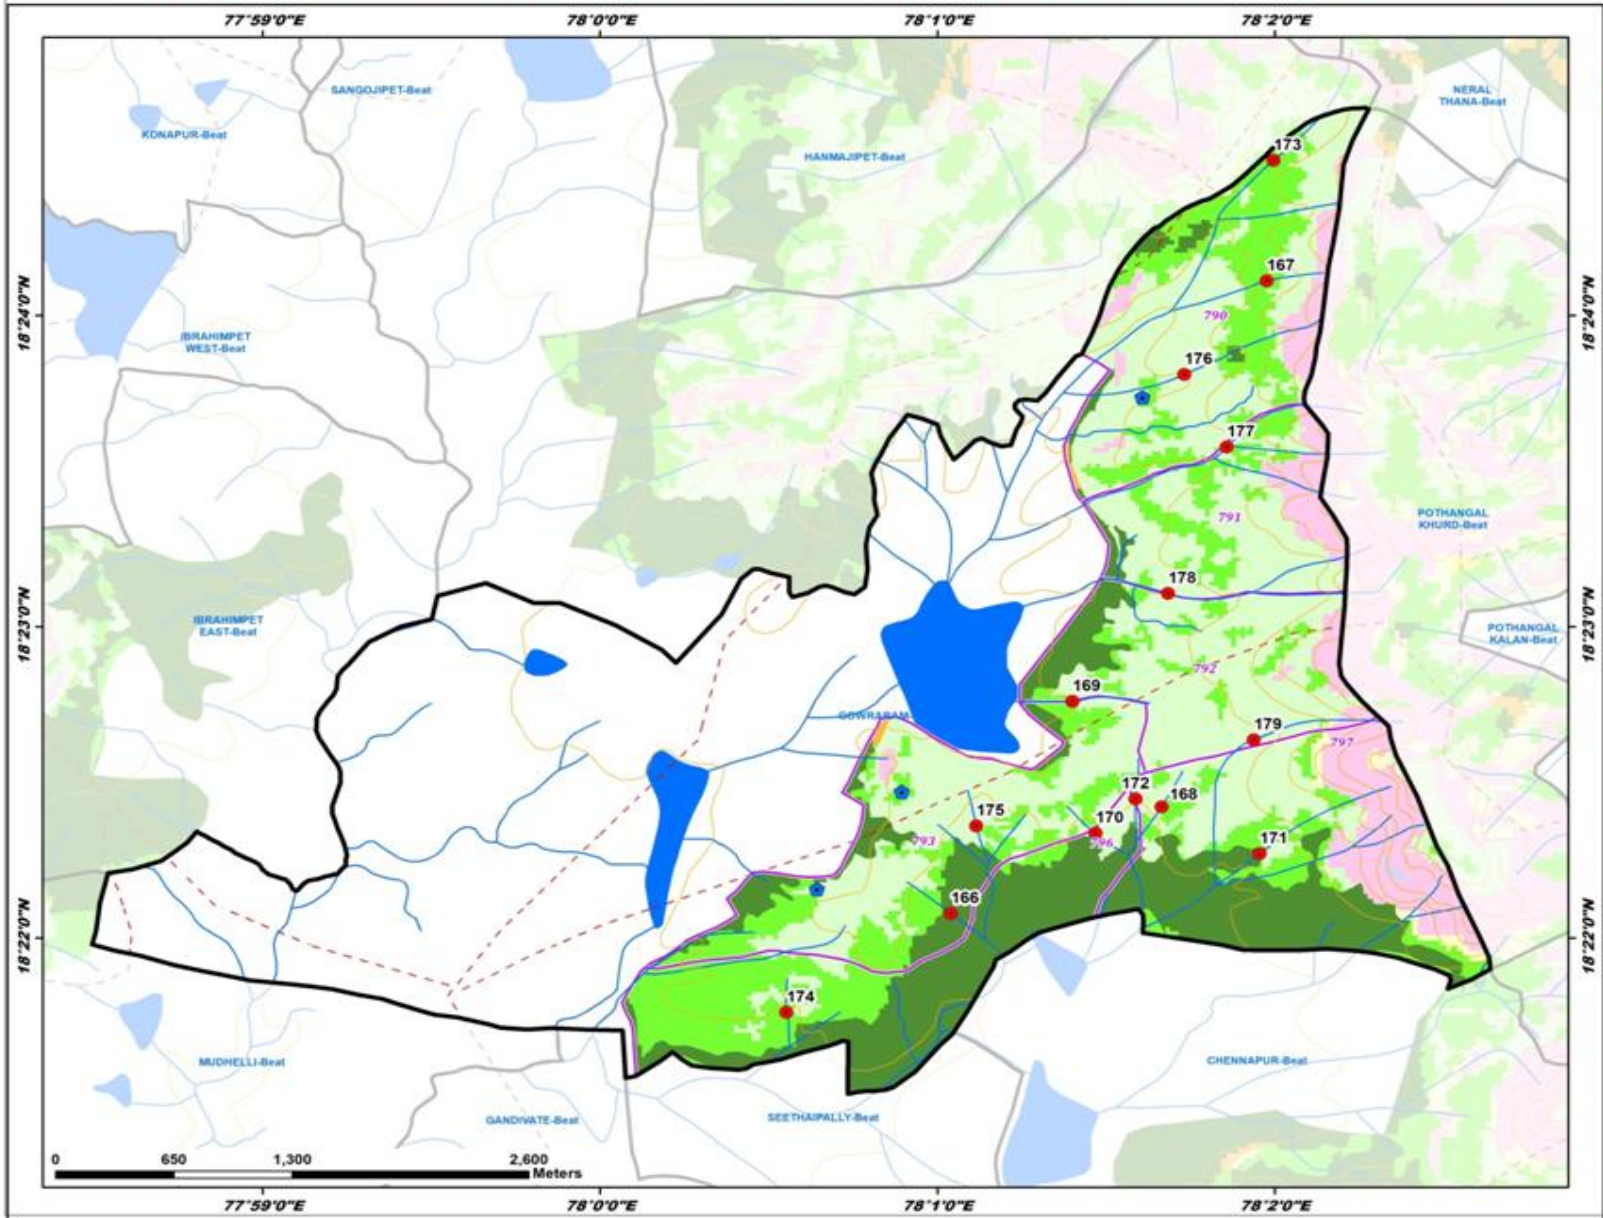 77°59'0"E 78°0'0"E 78°1'0"E 78°2'0"E
SANGOJIPET-Beat
NERAL
THANA-Beat
KONAPUR-Beat
HANMAJIPET-Beat
173
167
18°24'0"N 18°24'0"N
790
IBRAHIMPET
WEST-Beat
176
177
791
POTHANGAL
KHURD-Beat
178
IBRAHIMPET
EAST-Beat
18°23'0"N 18°23'0"N
POTHANGAL
KALAN-Beat
792
169
GOWRARAM
179
797
172
168
175
170
793
796
171
166
18°22'0"N 18°22'0"N
174
MUDHELLI-Beat
CHENNAPUR-Beat
GANDIVATE-Beat
SEETHAIPALLY-Beat
0 650 1,300 2,600
Meters
77°59'0"E 78°0'0"E 78°1'0"E 78°2'0"E